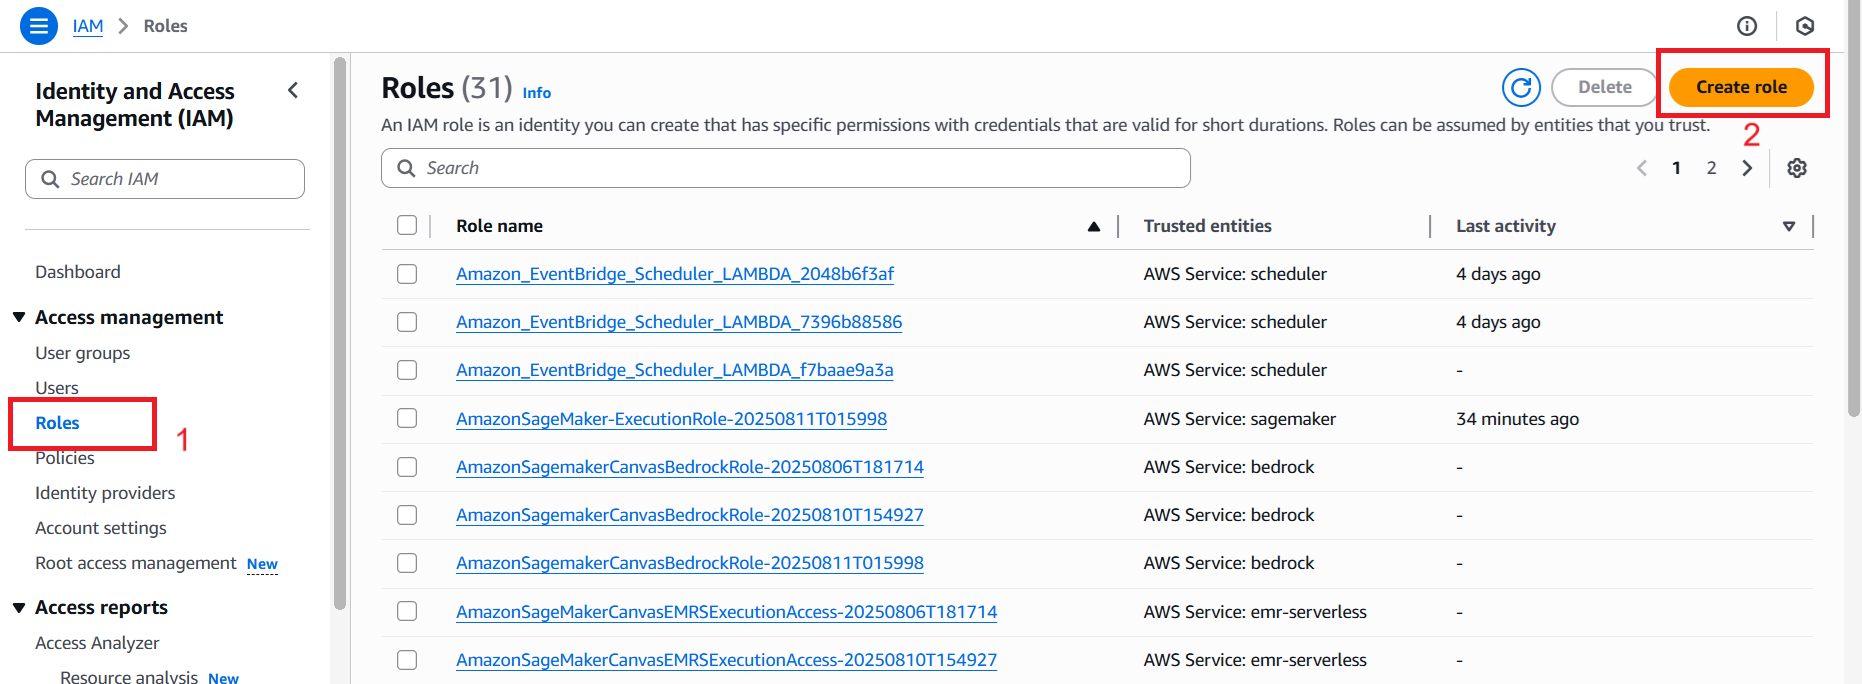 IAM > Roles
Identity and Access
Management (IAM)
Search IAM
Dashboard
Access management
User groups
Users
Roles
1
Policies
Identity providers
Account settings
Root access management New
Access reports
Access Analyzer
Resource analysis New
Roles (31) Info
Delete
Create role
An IAM role is an identity you can create that has specific permissions with credentials that are valid for short durations. Roles can be assumed by entities that you trust.
2
Search
1 2
Role name Trusted entities Last activity
Amazon_EventBridge_Scheduler_LAMBDA_2048b6f3af AWS Service: scheduler 4 days ago
Amazon_EventBridge_Scheduler_LAMBDA_7396b88586 AWS Service: scheduler 4 days ago
Amazon_EventBridge_Scheduler_LAMBDA_f7baae9a3a AWS Service: scheduler -
AmazonSageMaker-ExecutionRole-20250811T015998 AWS Service: sagemaker 34 minutes ago
AmazonSagemakerCanvasBedrockRole-20250806T181714 AWS Service: bedrock -
AmazonSagemakerCanvasBedrockRole-20250810T154927 AWS Service: bedrock -
AmazonSagemakerCanvasBedrockRole-20250811T015998 AWS Service: bedrock -
AmazonSageMakerCanvasEMRSExecutionAccess-20250806T181714 AWS Service: emr-serverless -
AmazonSageMakerCanvasEMRSExecutionAccess-20250810T154927 AWS Service: emr-serverless -